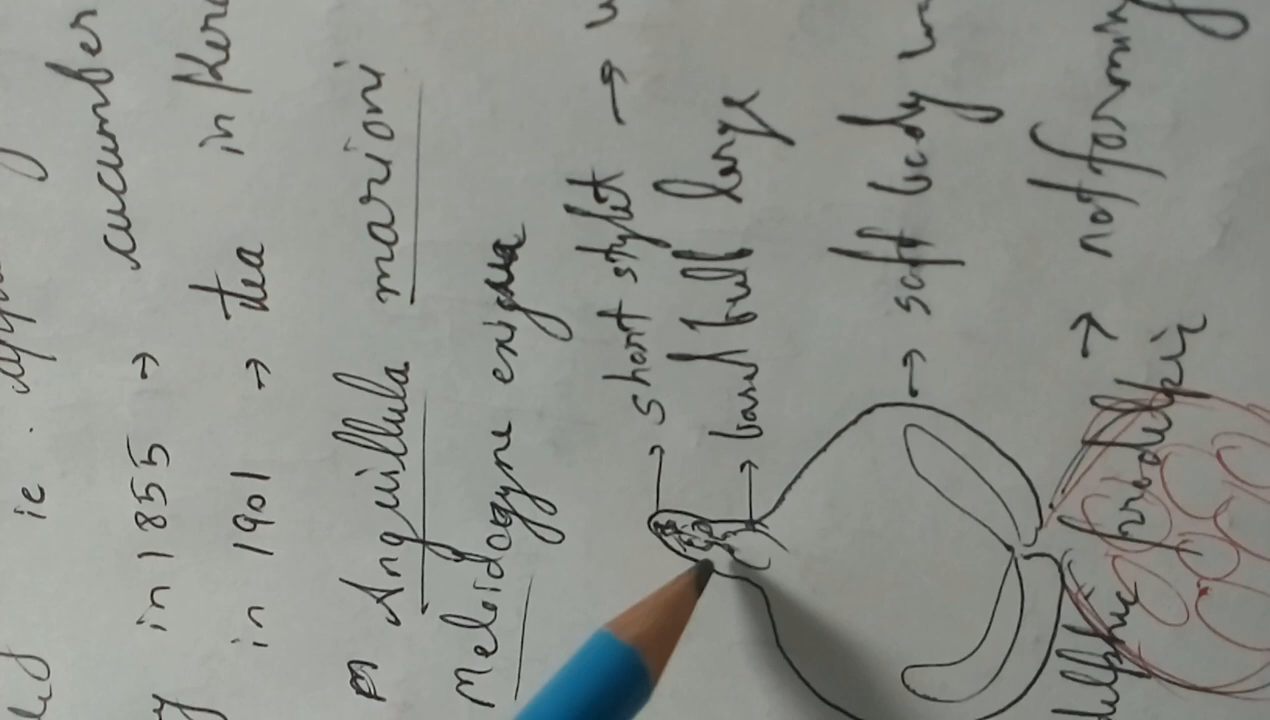 ie.
cucumber
in 1855 →
in 1901 → tea in
Anguillula marioni
Meloidogyne exigua
→ short stylet →
→ basal bulb large
→ soft body
→ not forming
prodelphic